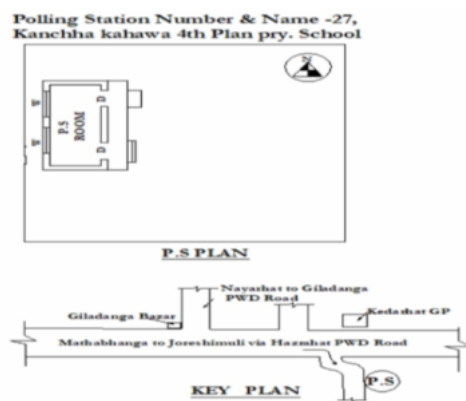 Polling Station Number & Name -27,
Kanchha kahawa 4th Plan pry. School
N
W
W
P.S
ROOM
D
D
P.S PLAN
Nayarhat to Giladanga
PWD Road
Giladanga Bazar
Kedarhat GP
Mathabhanga to Joreshimuli via Hazrahat PWD Road
P.S
KEY PLAN